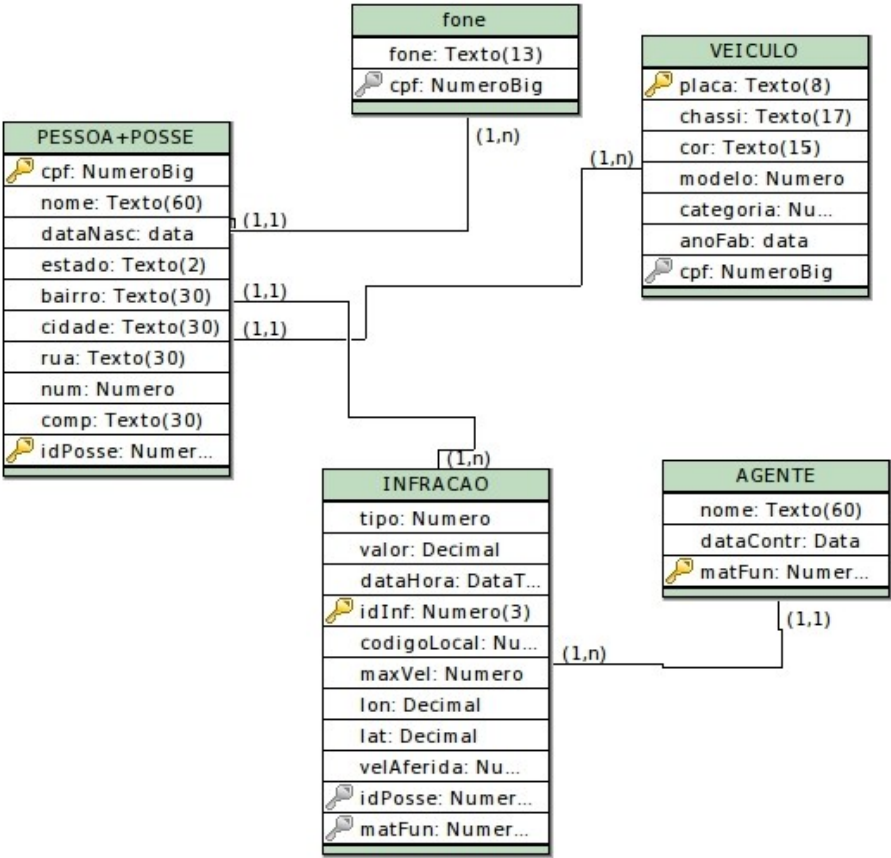 fone
fone: Texto(13)
cpf: NumeroBig
(1,n)
VEICULO
placa: Texto(8)
chassi: Texto(17)
cor: Texto(15)
modelo: Numero
categoria: Nu...
anoFab: data
cpf: NumeroBig
(1,n)
PESSOA+POSSE
cpf: NumeroBig
nome: Texto(60)
dataNasc: data
estado: Texto(2)
bairro: Texto(30)
cidade: Texto(30)
rua: Texto(30)
num: Numero
comp: Texto(30)
idPosse: Numer...
(1,1)
(1,1)
(1,1)
(1,n)
INFRACAO
tipo: Numero
valor: Decimal
dataHora: DataT...
idInf: Numero(3)
codigoLocal: Nu...
maxVel: Numero
lon: Decimal
lat: Decimal
velAferida: Nu...
idPosse: Numer...
matFun: Numer...
(1,n)
AGENTE
nome: Texto(60)
dataContr: Data
matFun: Numer...
(1,1)